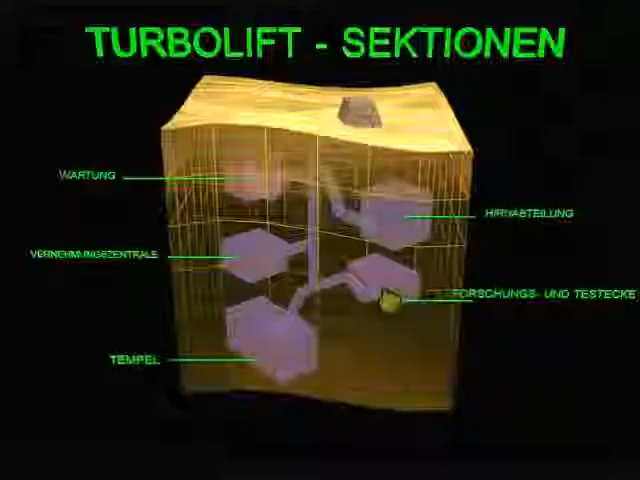 TURBOLIFT - SEKTIONEN
WARTUNG
HIRNABTEILUNG
VERNEHMUNGSZENTRALE
FORSCHUNGS- UND TESTECKE
TEMPEL